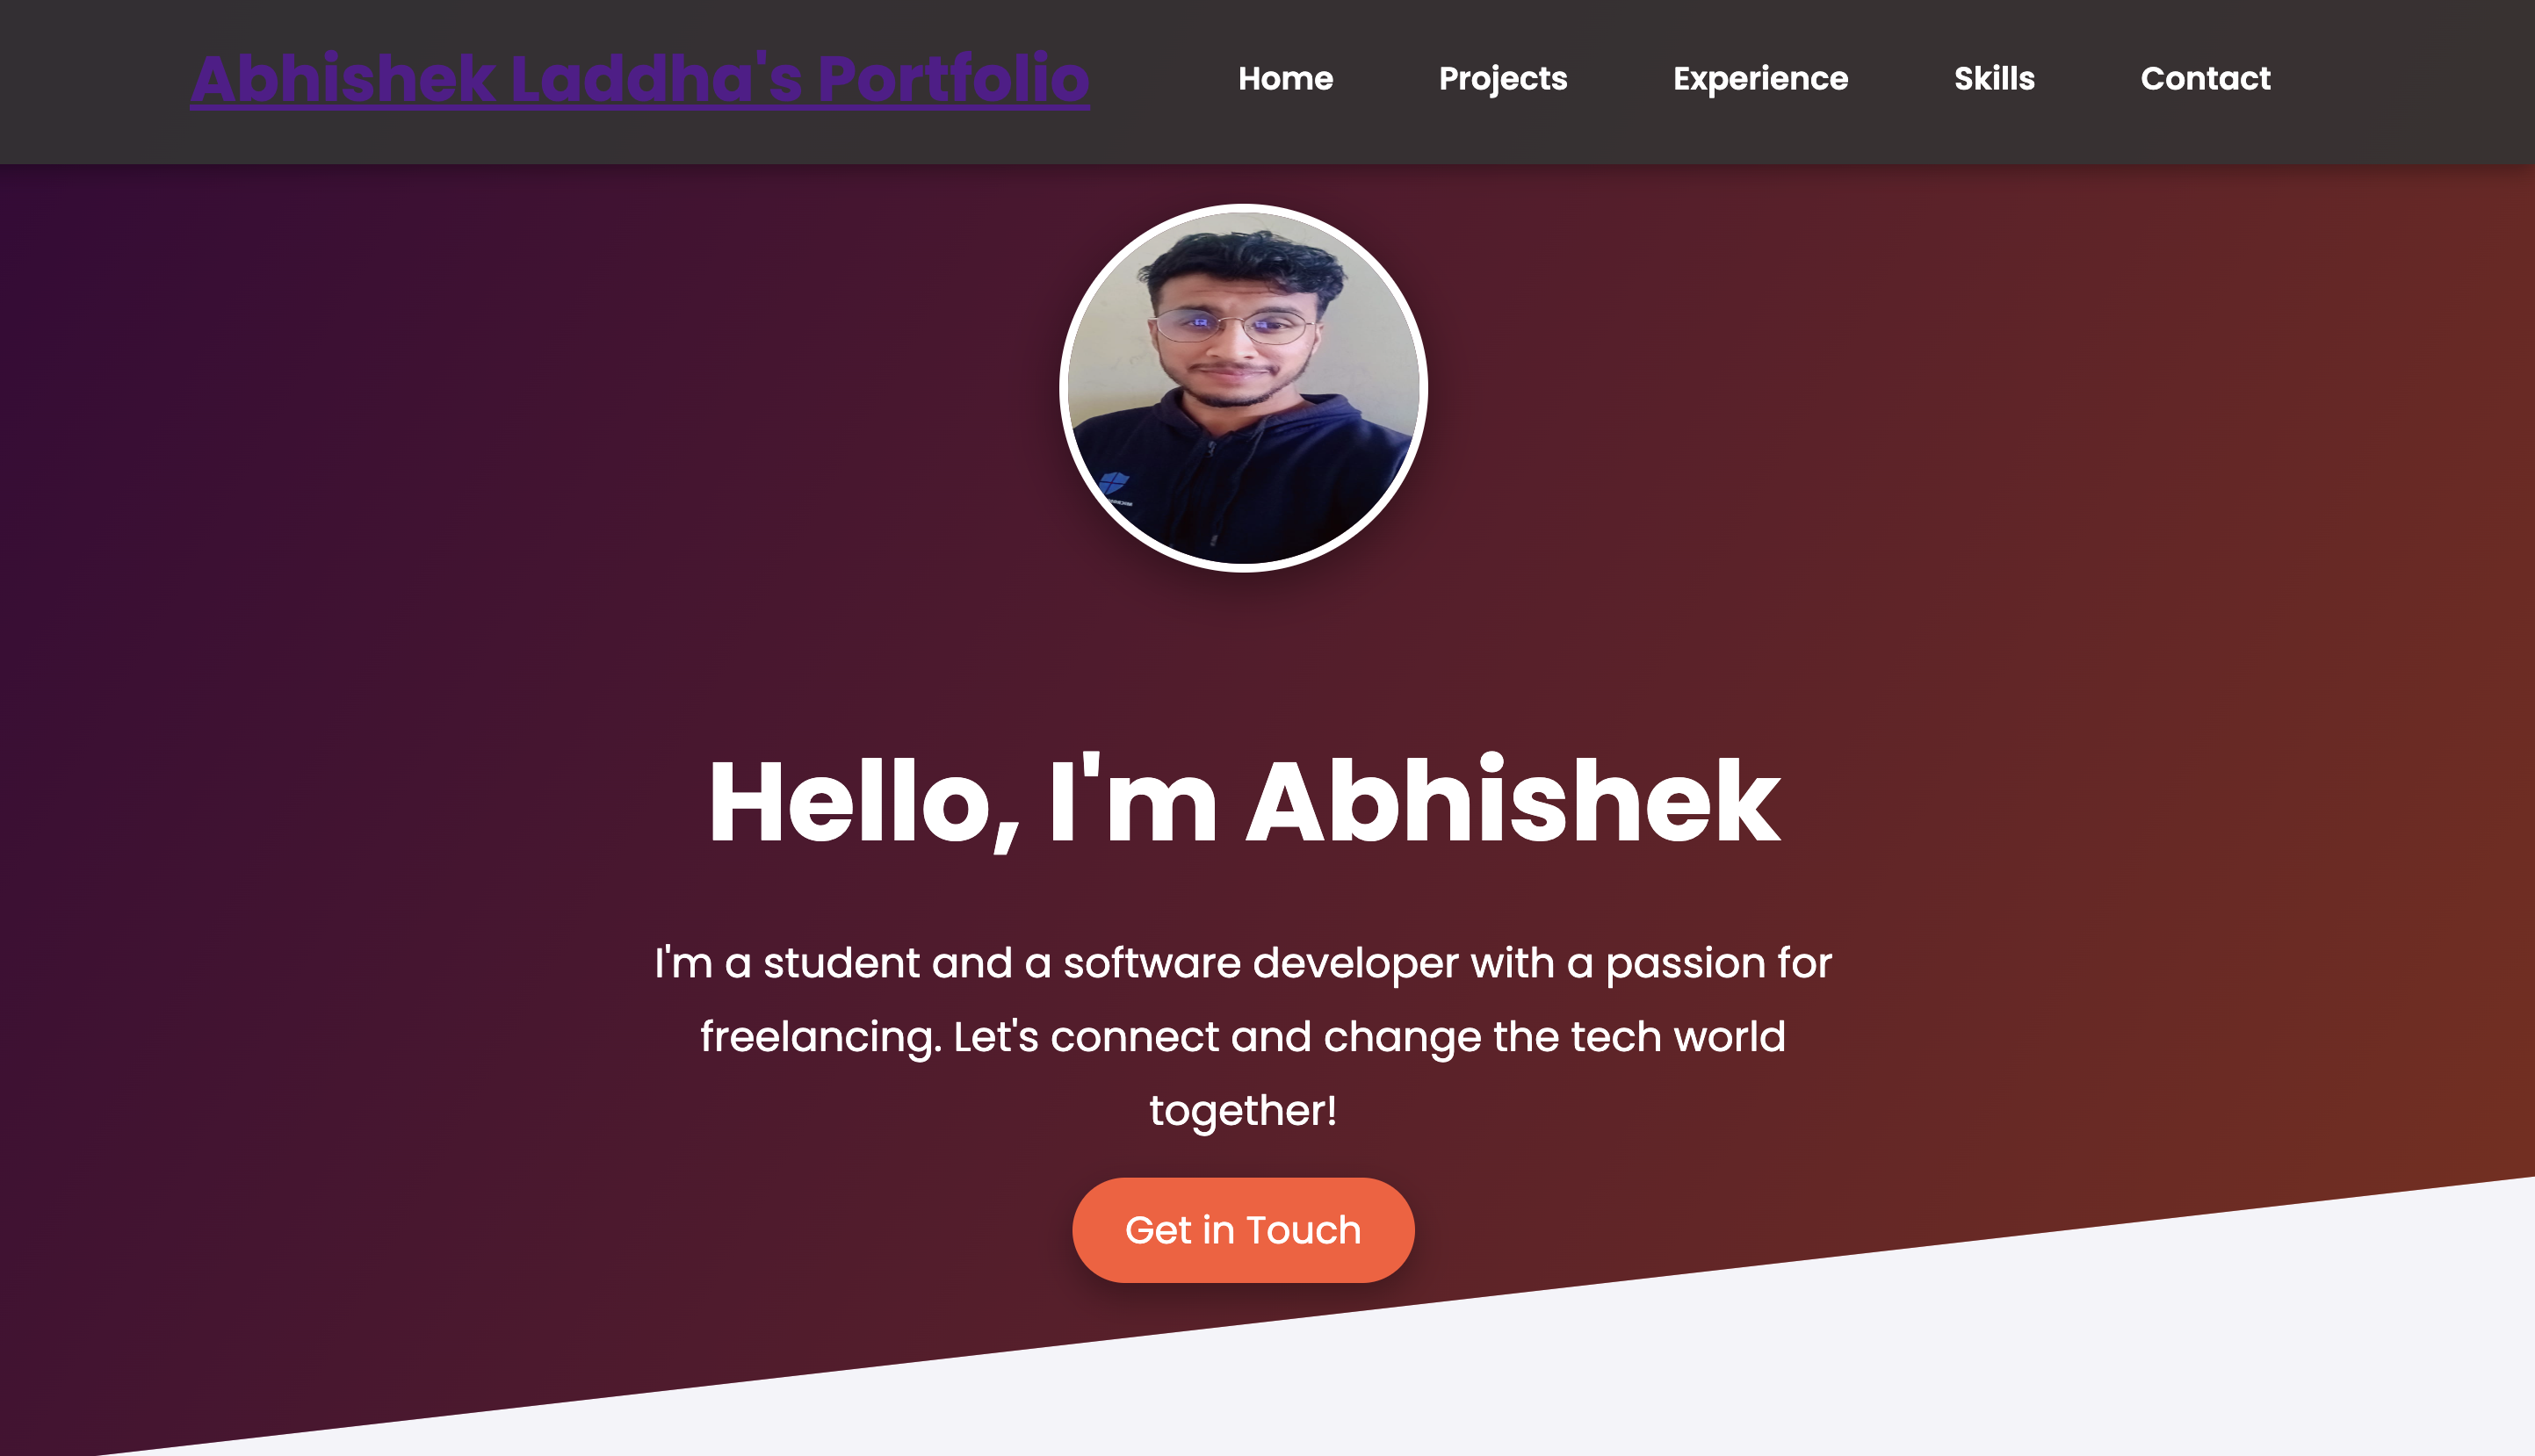 Abhishek Laddha's Portfolio
Home
Projects
Experience
Skills
Contact
Hello, I'm Abhishek
I'm a student and a software developer with a passion for
freelancing. Let's connect and change the tech world
together!
Get in Touch